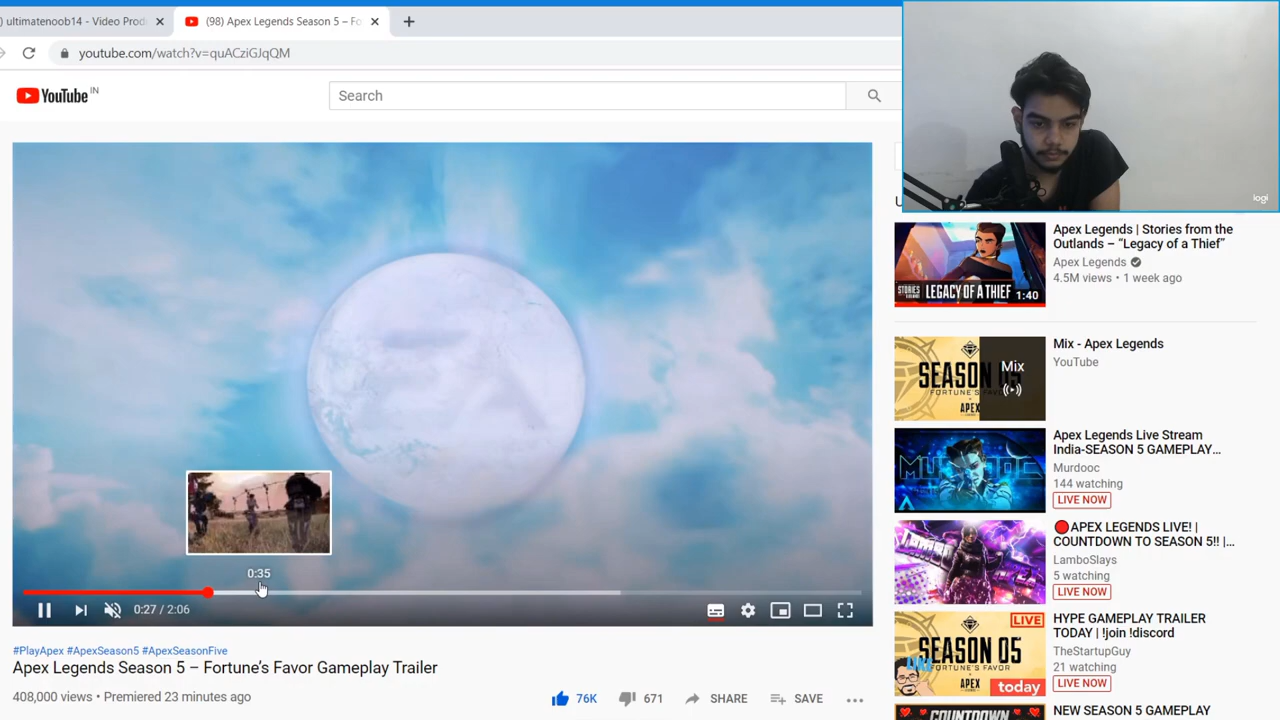 ) ultimatenoob14 - Video Prod
(98) Apex Legends Season 5 – Fo
youtube.com/watch?v=quACziGJqQM
YouTube IN
Search
logi
0:35
0:27 / 2:06
#PlayApex #ApexSeason5 #ApexSeasonFive
Apex Legends Season 5 – Fortune's Favor Gameplay Trailer
408,000 views • Premiered 23 minutes ago
76K
671
SHARE
SAVE
STORIES
LEGACY OF A THIEF
1:40
Apex Legends | Stories from the
Outlands – “Legacy of a Thief”
Apex Legends
4.5M views • 1 week ago
SEASON 0
FORTUNE'S FAVOR
APEX
Mix
Mix - Apex Legends
YouTube
MURDOOC
Apex Legends Live Stream
India-SEASON 5 GAMEPLAY...
Murdooc
144 watching
LIVE NOW
APEX LEGENDS LIVE! |
COUNTDOWN TO SEASON 5!! |...
LamboSlays
5 watching
LIVE NOW
LIVE
SEASON 05
FORTUNE'S FAVOR
APEX
today
HYPE GAMEPLAY TRAILER
TODAY | !join !discord
TheStartupGuy
21 watching
LIVE NOW
COUNTDOWN
NEW SEASON 5 GAMEPLAY